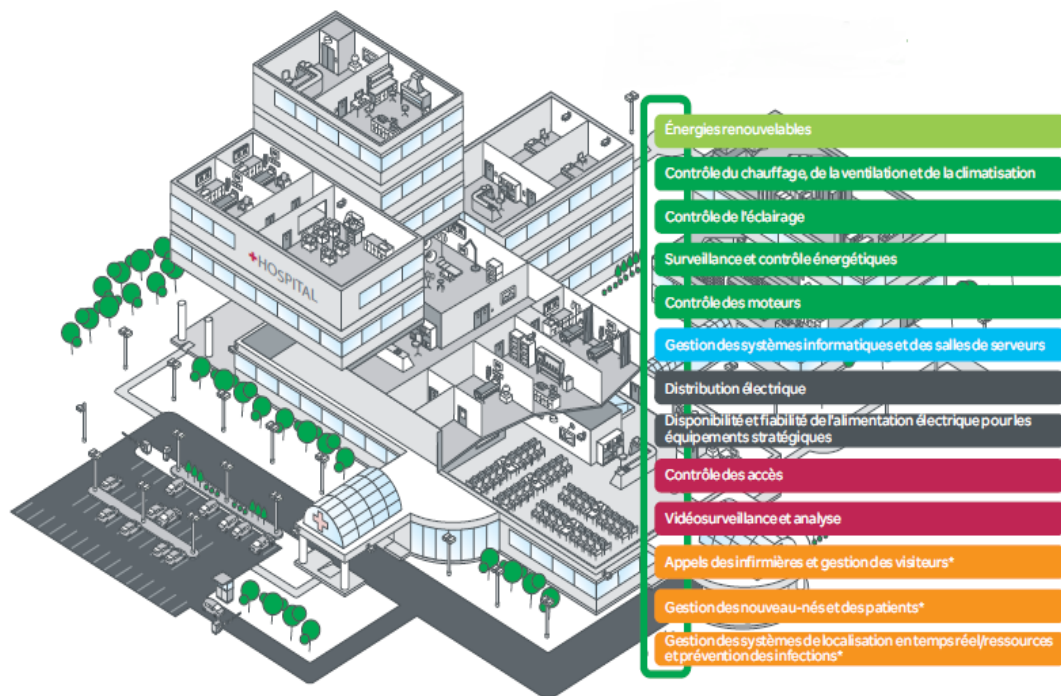 +HOSPITAL
Énergies renouvelables
Contrôle du chauffage, de la ventilation et de la climatisation
Contrôle de l'éclairage
Surveillance et contrôle énergétiques
Contrôle des moteurs
Gestion des systèmes informatiques et des salles de serveurs
Distribution électrique
Disponibilité et fiabilité de l'alimentation électrique pour les
équipements stratégiques
Contrôle des accès
Vidéosurveillance et analyse
Appels des infirmières et gestion des visiteurs*
Gestion des nouveau-nés et des patients*
Gestion des systèmes de localisation en temps réel/ressources
et prévention des infections*